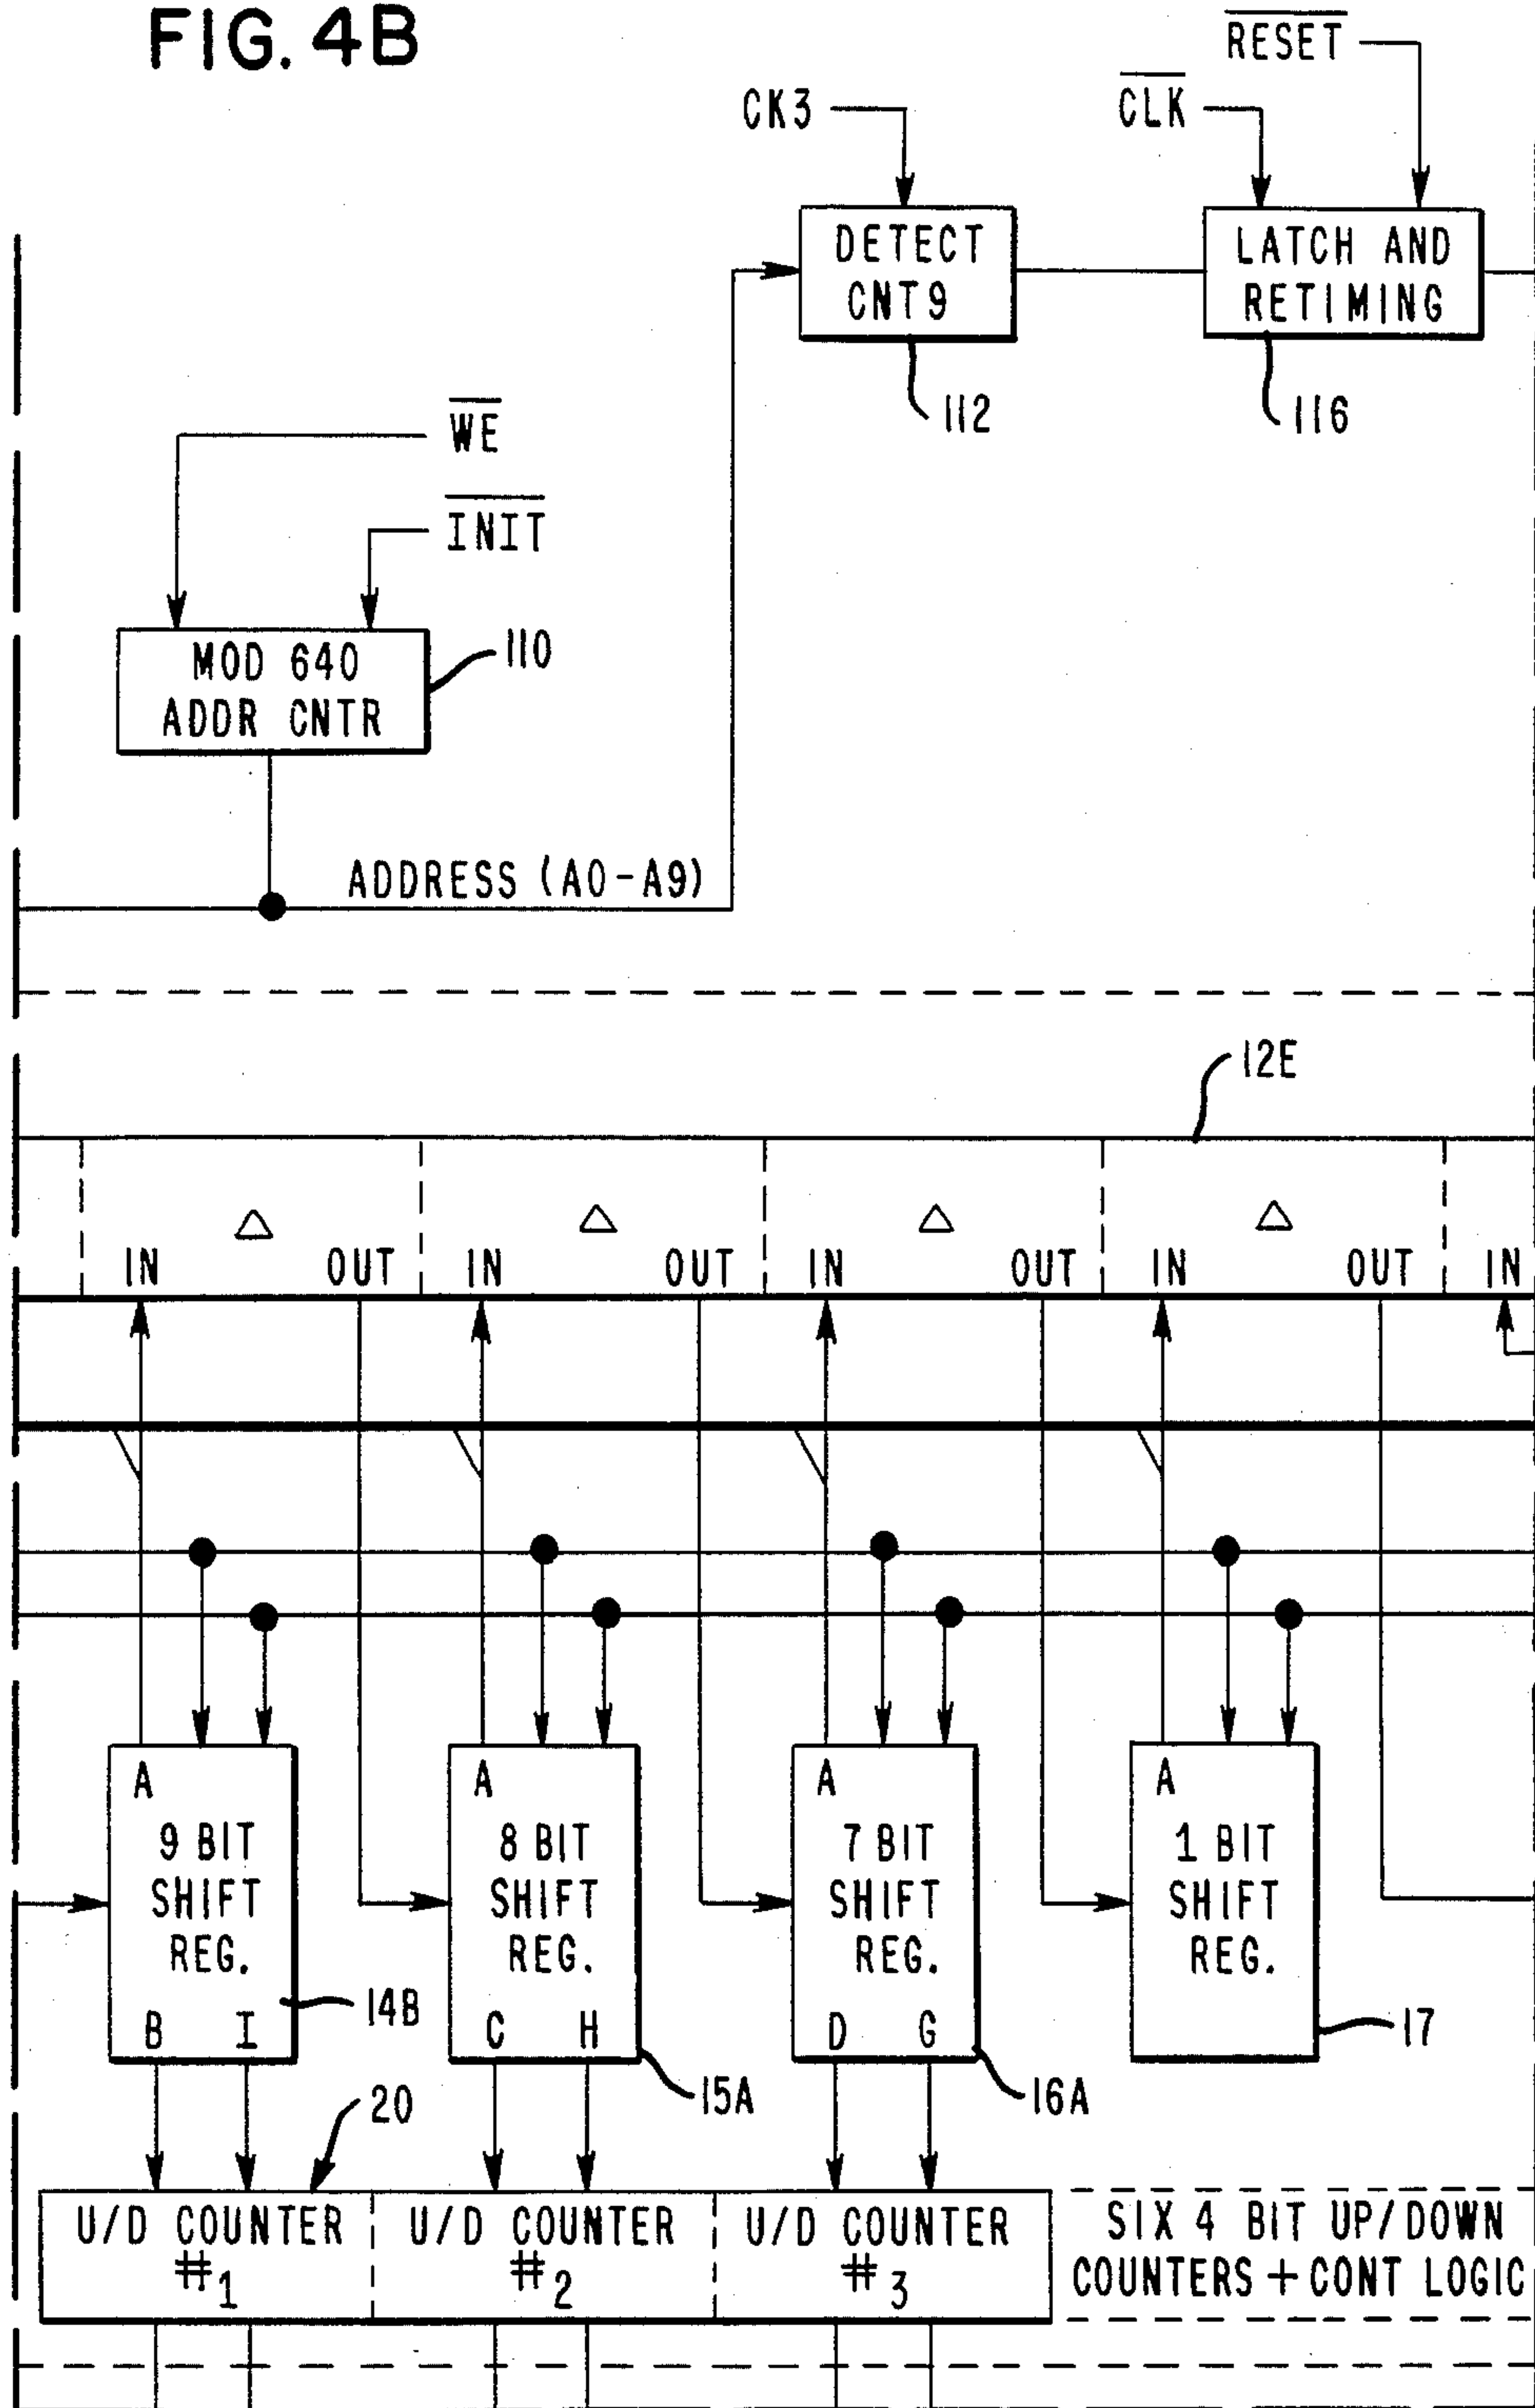 FIG. 4B
RESET
CK3
CLK
DETECT
CNT9
LATCH AND
RETIMING
112
116
WE
INIT
MOD 640
ADDR CNTR
110
ADDRESS (A0-A9)
12E
IN OUT IN OUT IN OUT IN OUT IN
A
9 BIT
SHIFT
REG.
B I
14B
A
8 BIT
SHIFT
REG.
C H
15A
A
7 BIT
SHIFT
REG.
D G
16A
A
1 BIT
SHIFT
REG.
17
20
U/D COUNTER
#1
U/D COUNTER
#2
U/D COUNTER
#3
SIX 4 BIT UP/DOWN
COUNTERS + CONT LOGIC